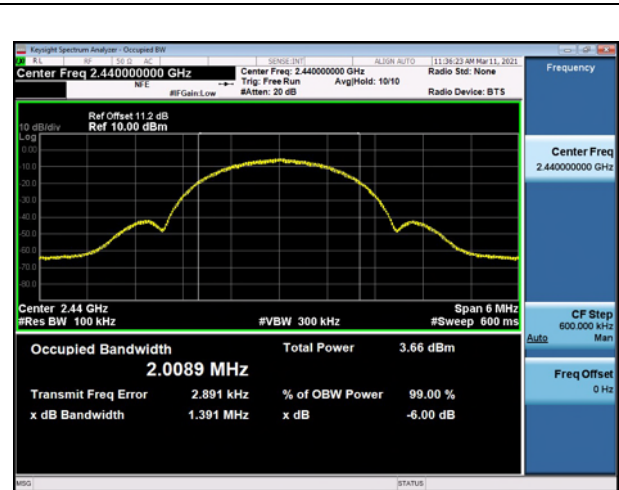 Keysight Spectrum Analyzer - Occupied BW
RL RF 50 Ω AC SENSE:INT ALIGN AUTO 11:36:23 AM Mar 11, 2021
Center Freq 2.440000000 GHz Center Freq: 2.440000000 GHz Radio Std: None Frequency
NFE Trig: Free Run Avg|Hold: 10/10
#IFGain:Low #Atten: 20 dB Radio Device: BTS
Ref Offset 11.2 dB
10 dB/div Ref 10.00 dBm
Log
0.00
-10.0
-20.0
-30.0
-40.0
-50.0
-60.0
-70.0
-80.0
Center Freq
2.440000000 GHz
Center 2.44 GHz Span 6 MHz
#Res BW 100 kHz #VBW 300 kHz #Sweep 600 ms
CF Step
600.000 kHz
Auto Man
Occupied Bandwidth Total Power 3.66 dBm
2.0089 MHz
Transmit Freq Error 2.891 kHz % of OBW Power 99.00 %
x dB Bandwidth 1.391 MHz x dB -6.00 dB
Freq Offset
0 Hz
MSG STATUS